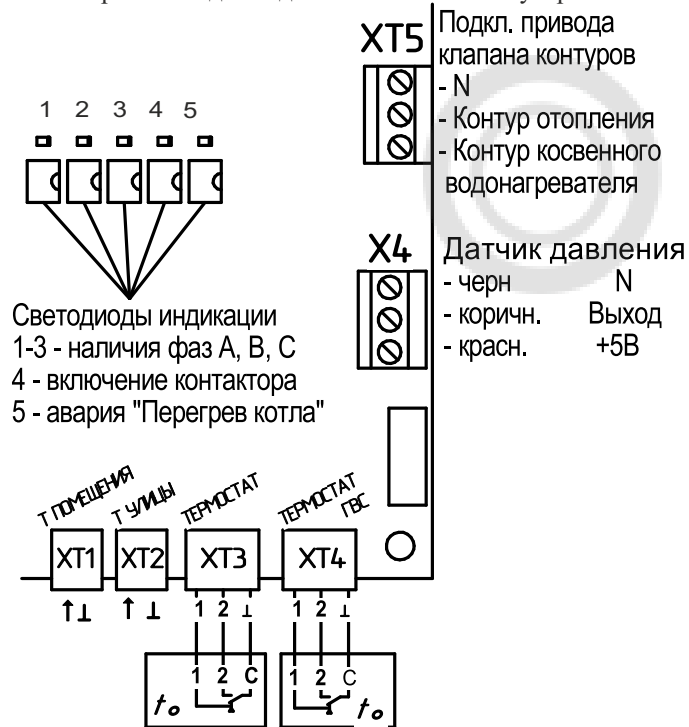 XT5
Подкл. привода
клапана контуров
- N
- Контур отопления
- Контур косвенного
водонагревателя
1 2 3 4 5
X4
Датчик давления
- черн N
- коричн. Выход
- красн. +5В
Светодиоды индикации
1-3 - наличия фаз А, В, С
4 - включение контактора
5 - авария "Перегрев котла"
Т ПОМЕЩЕНИЯ
Т УЛИЦЫ
ТЕРМОСТАТ
ТЕРМОСТАТ
ГВС
XT1 XT2 XT3 XT4
↑⊥ ↑ ⊥ 1 2 ⊥ 1 2 ⊥
1 2 C 1 2 C
to to